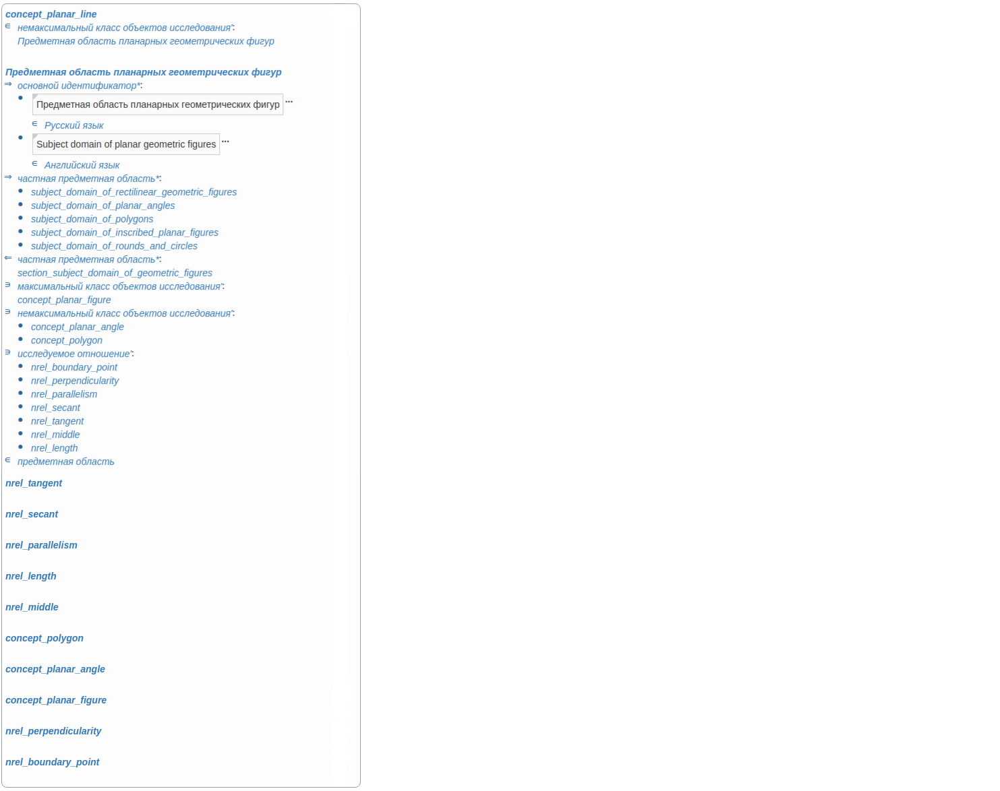 concept_planar_line
∈ немаксимальный класс объектов исследования':
Предметная область планарных геометрических фигур
Предметная область планарных геометрических фигур
⇒ основной идентификатор*:
• Предметная область планарных геометрических фигур ...
∈ Русский язык
• Subject domain of planar geometric figures ...
∈ Английский язык
⇒ частная предметная область*:
• subject_domain_of_rectilinear_geometric_figures
• subject_domain_of_planar_angles
• subject_domain_of_polygons
• subject_domain_of_inscribed_planar_figures
• subject_domain_of_rounds_and_circles
⇐ частная предметная область*:
section_subject_domain_of_geometric_figures
∋ максимальный класс объектов исследования':
concept_planar_figure
∋ немаксимальный класс объектов исследования':
• concept_planar_angle
• concept_polygon
∋ исследуемое отношение':
• nrel_boundary_point
• nrel_perpendicularity
• nrel_parallelism
• nrel_secant
• nrel_tangent
• nrel_middle
• nrel_length
∈ предметная область
nrel_tangent
nrel_secant
nrel_parallelism
nrel_length
nrel_middle
concept_polygon
concept_planar_angle
concept_planar_figure
nrel_perpendicularity
nrel_boundary_point